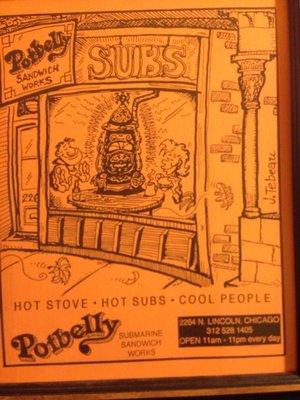 Potbelly
SANDWICH
WORKS
SUBS
J.Tebeau
HOT STOVE • HOT SUBS • COOL PEOPLE
Potbelly
SUBMARINE
SANDWICH
WORKS
2264 N. LINCOLN, CHICAGO
312 528 1405
OPEN 11am - 11pm every day